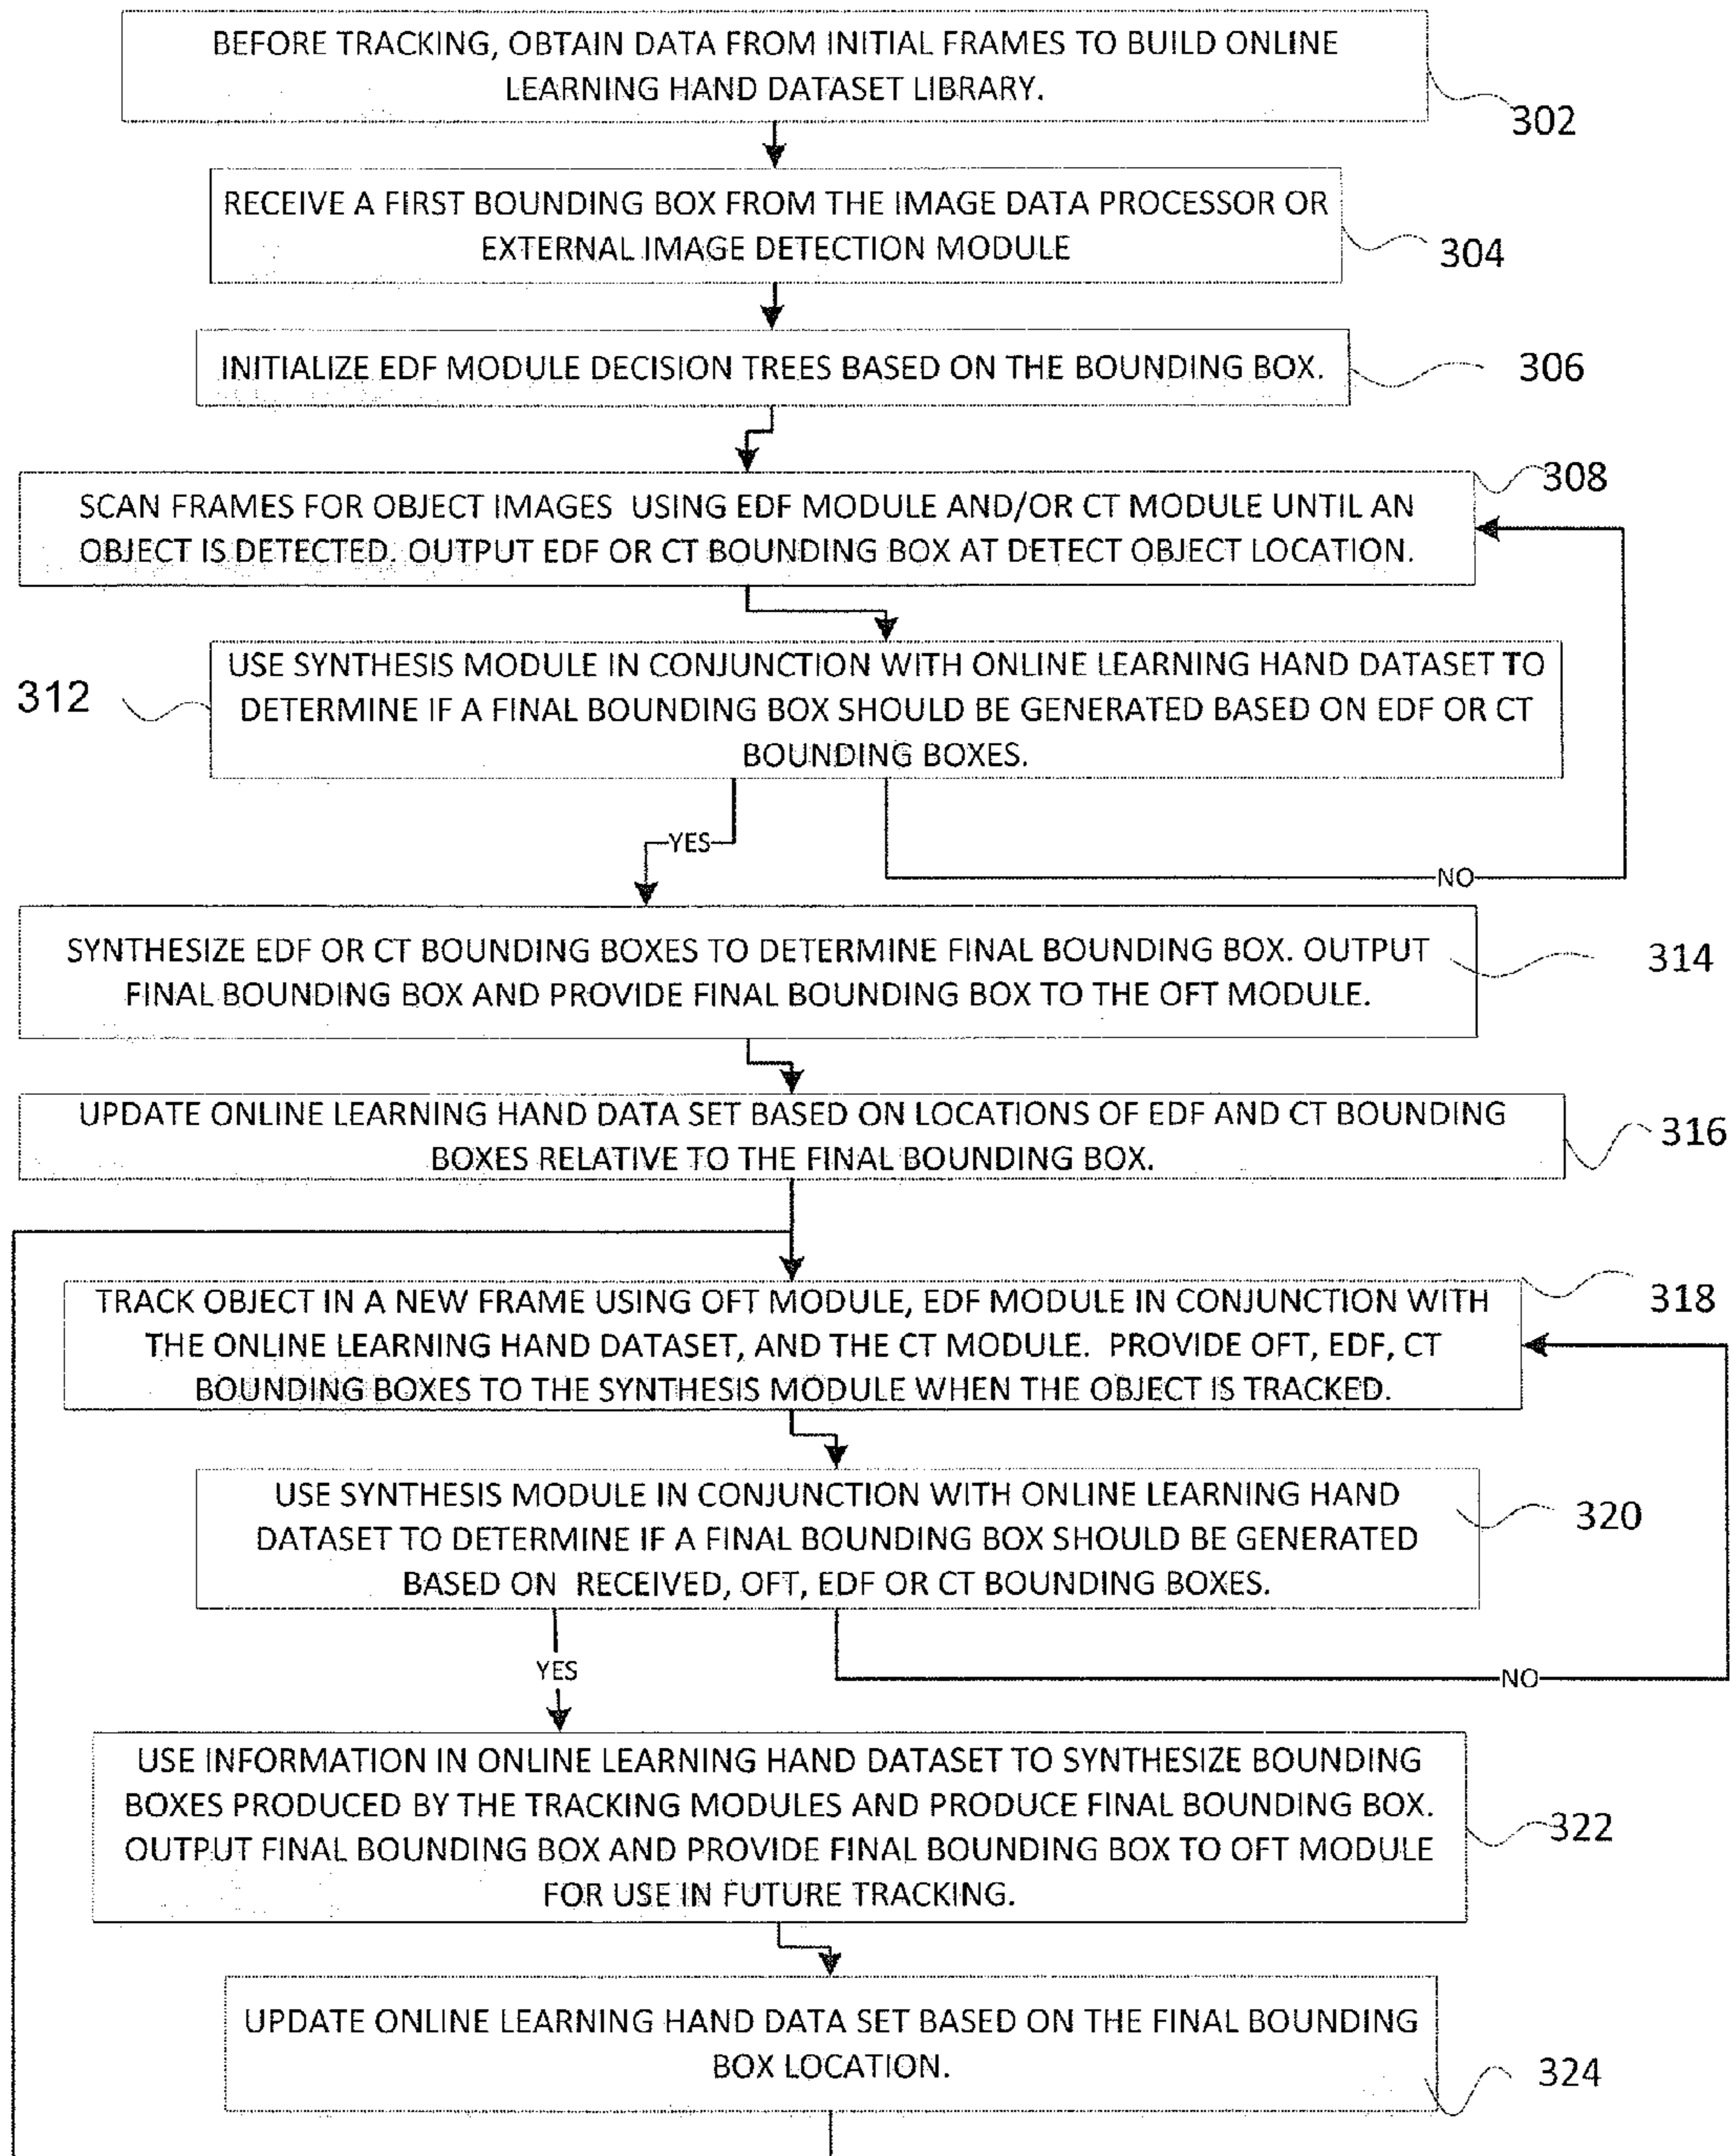 BEFORE TRACKING, OBTAIN DATA FROM INITIAL FRAMES TO BUILD ONLINE
LEARNING HAND DATASET LIBRARY.
302
RECEIVE A FIRST BOUNDING BOX FROM THE IMAGE DATA PROCESSOR OR
EXTERNAL IMAGE DETECTION MODULE
304
INITIALIZE EDF MODULE DECISION TREES BASED ON THE BOUNDING BOX.
306
308
SCAN FRAMES FOR OBJECT IMAGES USING EDF MODULE AND/OR CT MODULE UNTIL AN
OBJECT IS DETECTED. OUTPUT EDF OR CT BOUNDING BOX AT DETECT OBJECT LOCATION.
312
USE SYNTHESIS MODULE IN CONJUNCTION WITH ONLINE LEARNING HAND DATASET TO
DETERMINE IF A FINAL BOUNDING BOX SHOULD BE GENERATED BASED ON EDF OR CT
BOUNDING BOXES.
YES
NO
SYNTHESIZE EDF OR CT BOUNDING BOXES TO DETERMINE FINAL BOUNDING BOX. OUTPUT
FINAL BOUNDING BOX AND PROVIDE FINAL BOUNDING BOX TO THE OFT MODULE.
314
UPDATE ONLINE LEARNING HAND DATA SET BASED ON LOCATIONS OF EDF AND CT BOUNDING
BOXES RELATIVE TO THE FINAL BOUNDING BOX.
316
TRACK OBJECT IN A NEW FRAME USING OFT MODULE, EDF MODULE IN CONJUNCTION WITH
THE ONLINE LEARNING HAND DATASET, AND THE CT MODULE. PROVIDE OFT, EDF, CT
BOUNDING BOXES TO THE SYNTHESIS MODULE WHEN THE OBJECT IS TRACKED.
318
USE SYNTHESIS MODULE IN CONJUNCTION WITH ONLINE LEARNING HAND
DATASET TO DETERMINE IF A FINAL BOUNDING BOX SHOULD BE GENERATED
BASED ON RECEIVED, OFT, EDF OR CT BOUNDING BOXES.
320
YES
NO
USE INFORMATION IN ONLINE LEARNING HAND DATASET TO SYNTHESIZE BOUNDING
BOXES PRODUCED BY THE TRACKING MODULES AND PRODUCE FINAL BOUNDING BOX.
OUTPUT FINAL BOUNDING BOX AND PROVIDE FINAL BOUNDING BOX TO OFT MODULE
FOR USE IN FUTURE TRACKING.
322
UPDATE ONLINE LEARNING HAND DATA SET BASED ON THE FINAL BOUNDING
BOX LOCATION.
324